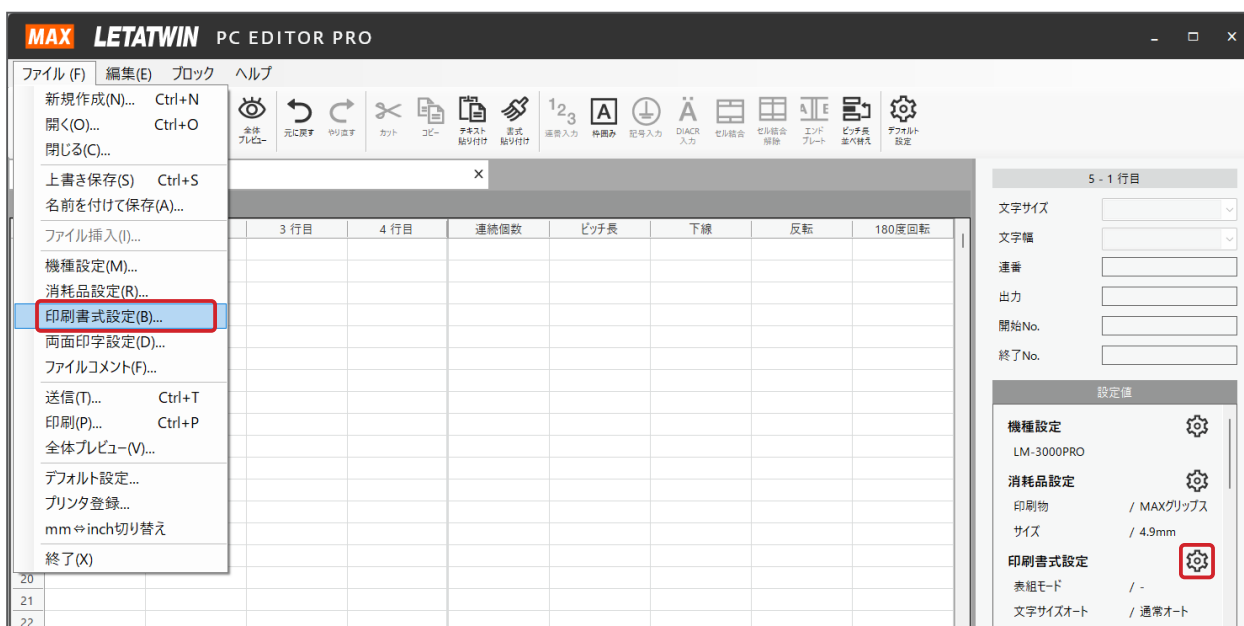 MAX LETATWIN PC EDITOR PRO
ファイル (F) 編集(E) ブロック ヘルプ
新規作成(N)... Ctrl+N
開く(O)... Ctrl+O
閉じる(C)...
上書き保存(S) Ctrl+S
名前を付けて保存(A)...
ファイル挿入(I)...
機種設定(M)...
消耗品設定(R)...
印刷書式設定(B)...
両面印字設定(D)...
ファイルコメント(F)...
送信(T)... Ctrl+T
印刷(P)... Ctrl+P
全体プレビュー(V)...
デフォルト設定...
プリンタ登録...
mm⇔inch切り替え
終了(X)
全体
プレビュー
元に戻す
やり直す
カット
コピー
テキスト
貼り付け
書式
貼り付け
連番入力
枠囲み
記号入力
DIACR
入力
セル結合
セル結合
解除
エンド
プレート
ピッチ長
並べ替え
デフォルト
設定
3 行目 4 行目 連続個数 ピッチ長 下線 反転 180度回転
20
21
22
5 - 1 行目
文字サイズ
文字幅
連番
出力
開始No.
終了No.
設定値
機種設定
LM-3000PRO
消耗品設定
印刷物 / MAXグリップス
サイズ / 4.9mm
印刷書式設定
表組モード / -
文字サイズオート / 通常オート